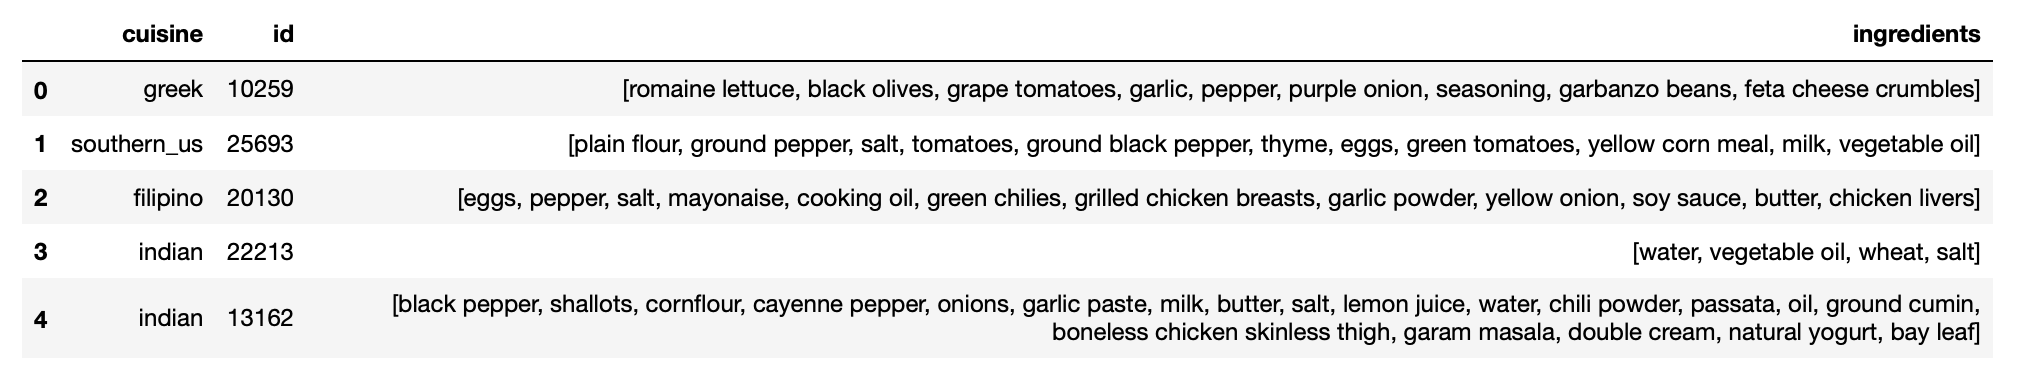 cuisine id ingredients
0 greek 10259 [romaine lettuce, black olives, grape tomatoes, garlic, pepper, purple onion, seasoning, garbanzo beans, feta cheese crumbles]
1 southern_us 25693 [plain flour, ground pepper, salt, tomatoes, ground black pepper, thyme, eggs, green tomatoes, yellow corn meal, milk, vegetable oil]
2 filipino 20130 [eggs, pepper, salt, mayonaise, cooking oil, green chilies, grilled chicken breasts, garlic powder, yellow onion, soy sauce, butter, chicken livers]
3 indian 22213 [water, vegetable oil, wheat, salt]
4 indian 13162 [black pepper, shallots, cornflour, cayenne pepper, onions, garlic paste, milk, butter, salt, lemon juice, water, chili powder, passata, oil, ground cumin,
boneless chicken skinless thigh, garam masala, double cream, natural yogurt, bay leaf]